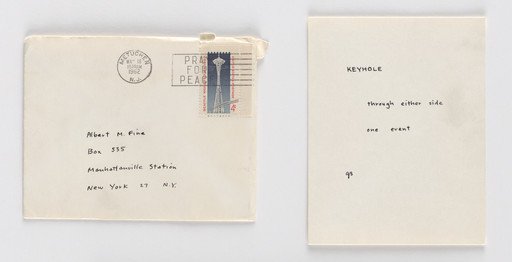 METUCHEN
1962
N.J.
PRAY
FOR
PEACE
4¢
Albert M. Fine
Box 535
Manhattanville Station
New York 27 N.Y.
KEYHOLE
through either side
one event
gb